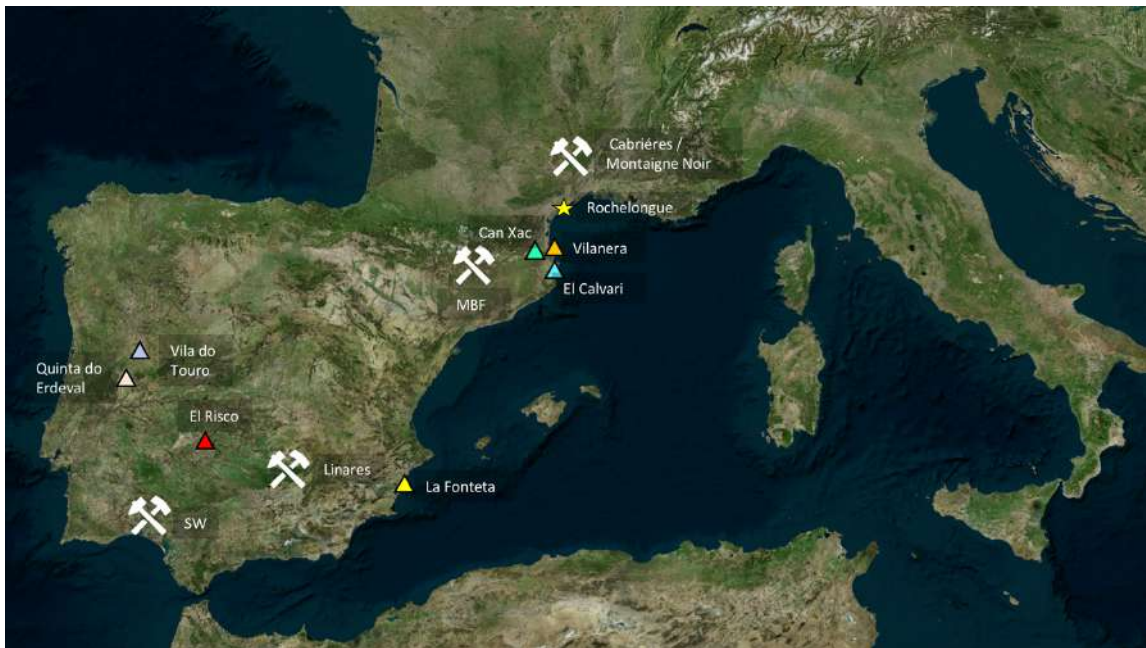 Cabriéres /
Montaigne Noir
Rochelongue
Can Xac
Vilanera
MBF
El Calvari
Vila do
Touro
Quinta do
Erdeval
El Risco
Linares
La Fonteta
SW